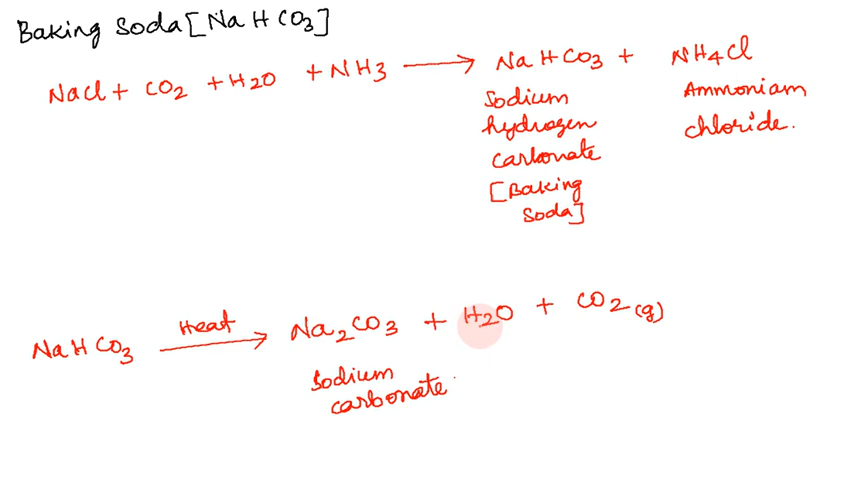 Baking Soda [NaHCO3]
NaCl + CO2 + H2O + NH3 ⟶ NaHCO3 + NH4Cl
Sodium hydrogen carbonate [Baking Soda]
Ammoniam chloride.
Heat
NaHCO3 ⟶ Na2CO3 + H2O + CO2(g)
Sodium carbonate